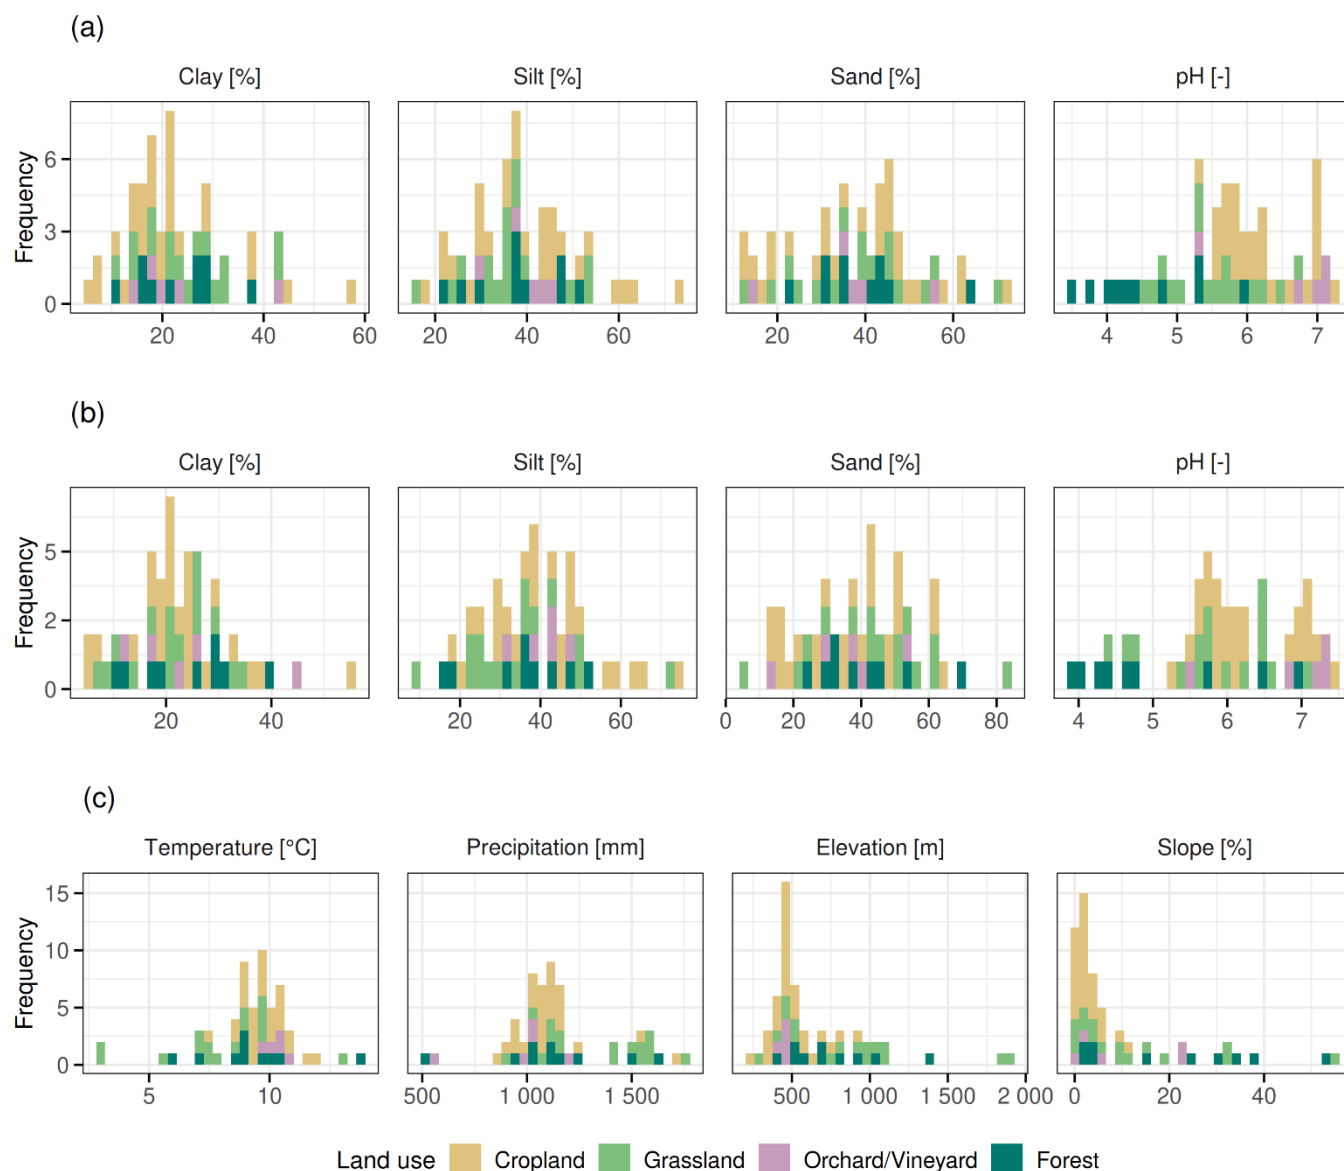 (a)
Clay [%] Silt [%] Sand [%] pH [-]
Frequency
6
3
0
20 40 60 20 40 60 20 40 60 4 5 6 7
(b)
Clay [%] Silt [%] Sand [%] pH [-]
5
2
0
20 40 20 40 60 0 20 40 60 80 4 5 6 7
(c)
Temperature [°C] Precipitation [mm] Elevation [m] Slope [%]
Frequency
15
10
5
0
5 10 500 1 000 1 500 500 1 000 1 500 2 000 0 20 40
Land use Cropland Grassland Orchard/Vineyard Forest